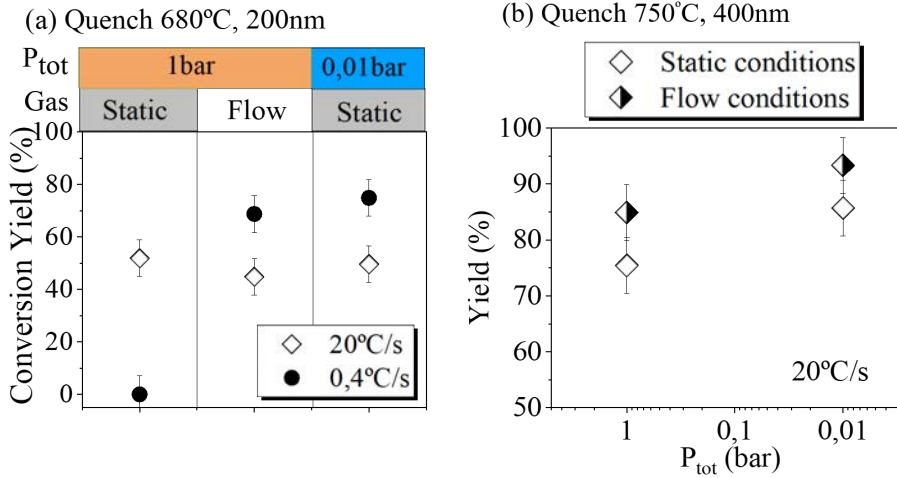 (a) Quench 680ºC, 200nm
Ptot 1bar 0,01bar
Gas Static Flow Static
100
80
60
40
20
0
Conversion Yield (%)
20ºC/s
0,4ºC/s
(b) Quench 750°C, 400nm
Static conditions
Flow conditions
100
90
80
70
60
50
Yield (%)
20ºC/s
1 0,1 0,01
Ptot (bar)